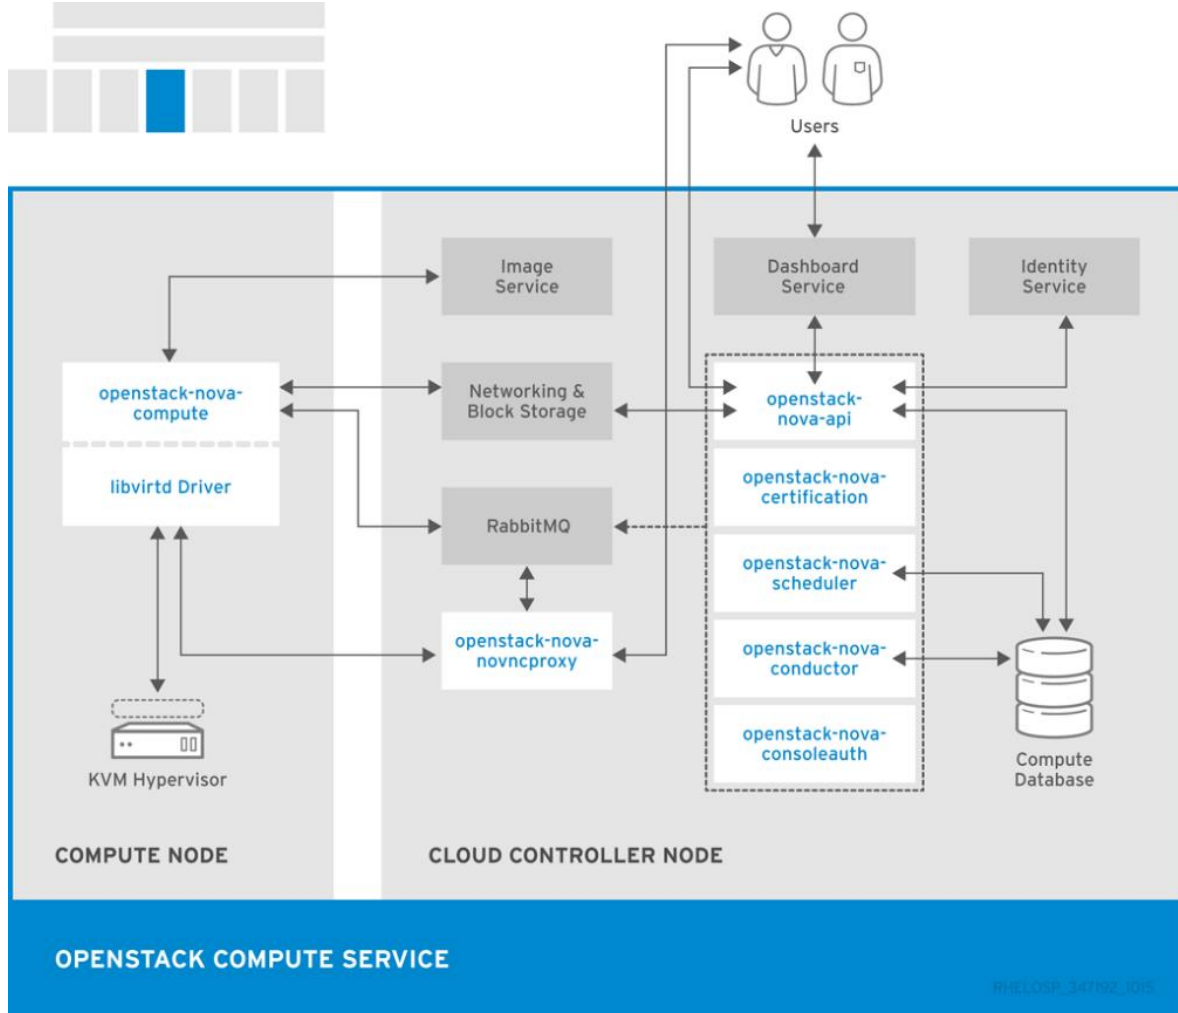 Users
Image
Service
Dashboard
Service
Identity
Service
openstack-nova-
compute
Networking &
Block Storage
openstack-
nova-api
libvirtd Driver
openstack-nova-
certification
RabbitMQ
openstack-nova-
scheduler
openstack-nova-
novncproxy
openstack-nova-
conductor
openstack-nova-
consoleauth
KVM Hypervisor
Compute
Database
COMPUTE NODE
CLOUD CONTROLLER NODE
OPENSTACK COMPUTE SERVICE
RHELOSP_347192_1015